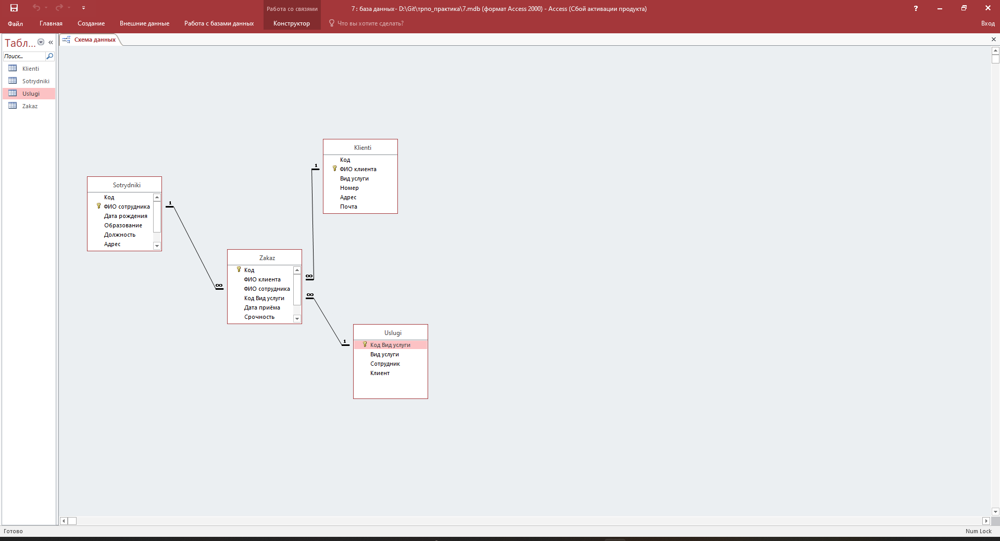 Работа со связями
7 : база данных- D:\Git\трпо_практика\7.mdb (формат Access 2000) - Access (Сбой активации продукта)
?
Файл
Главная
Создание
Внешние данные
Работа с базами данных
Конструктор
Что вы хотите сделать?
Вход
Табл...
«
Схема данных
Поиск...
Klienti
Sotrydniki
Uslugi
Zakaz
Klienti
Код
ФИО клиента
Вид услуги
Номер
Адрес
Почта
1
Sotrydniki
Код
ФИО сотрудника
Дата рождения
Образование
Должность
Адрес
1
∞
Zakaz
Код
ФИО клиента
ФИО сотрудника
Код Вид услуги
Дата приёма
Срочность
∞
∞
1
Uslugi
Код Вид услуги
Вид услуги
Сотрудник
Клиент
Готово
Num Lock